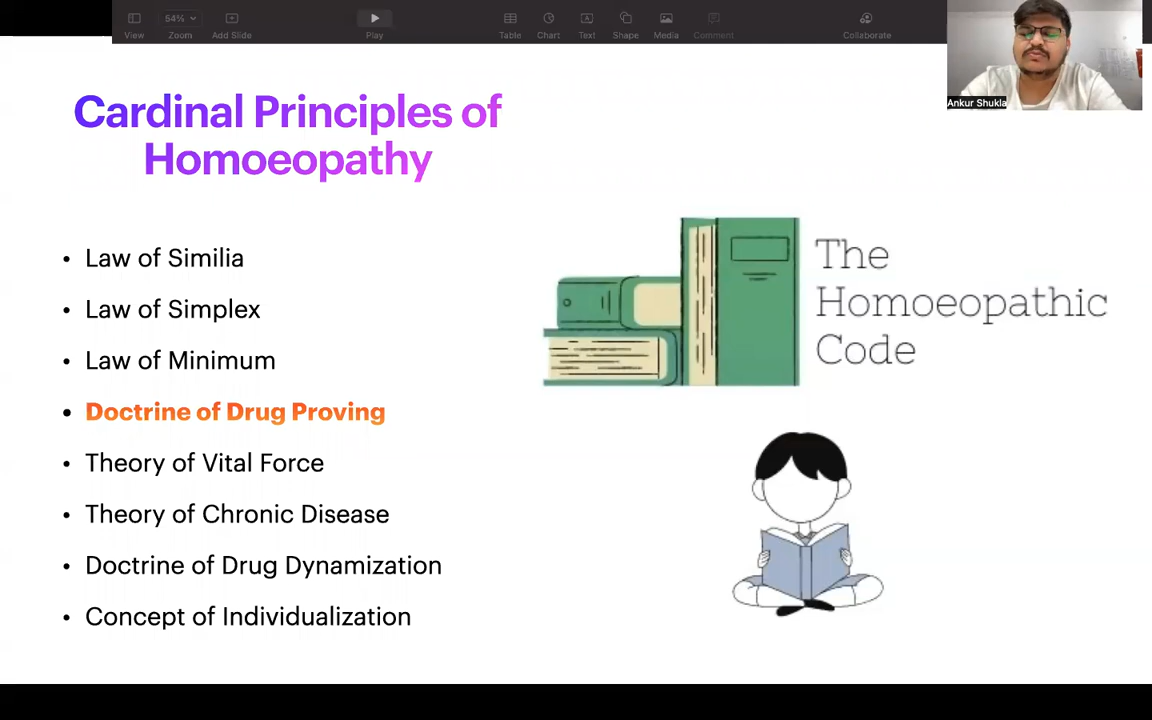 View
54%
Zoom
Add Slide
Play
Table
Chart
Text
Shape
Media
Comment
Collaborate
Ankur Shukla
Cardinal Principles of
Homoeopathy
• Law of Similia
• Law of Simplex
• Law of Minimum
• Doctrine of Drug Proving
• Theory of Vital Force
• Theory of Chronic Disease
• Doctrine of Drug Dynamization
• Concept of Individualization
The
Homoeopathic
Code